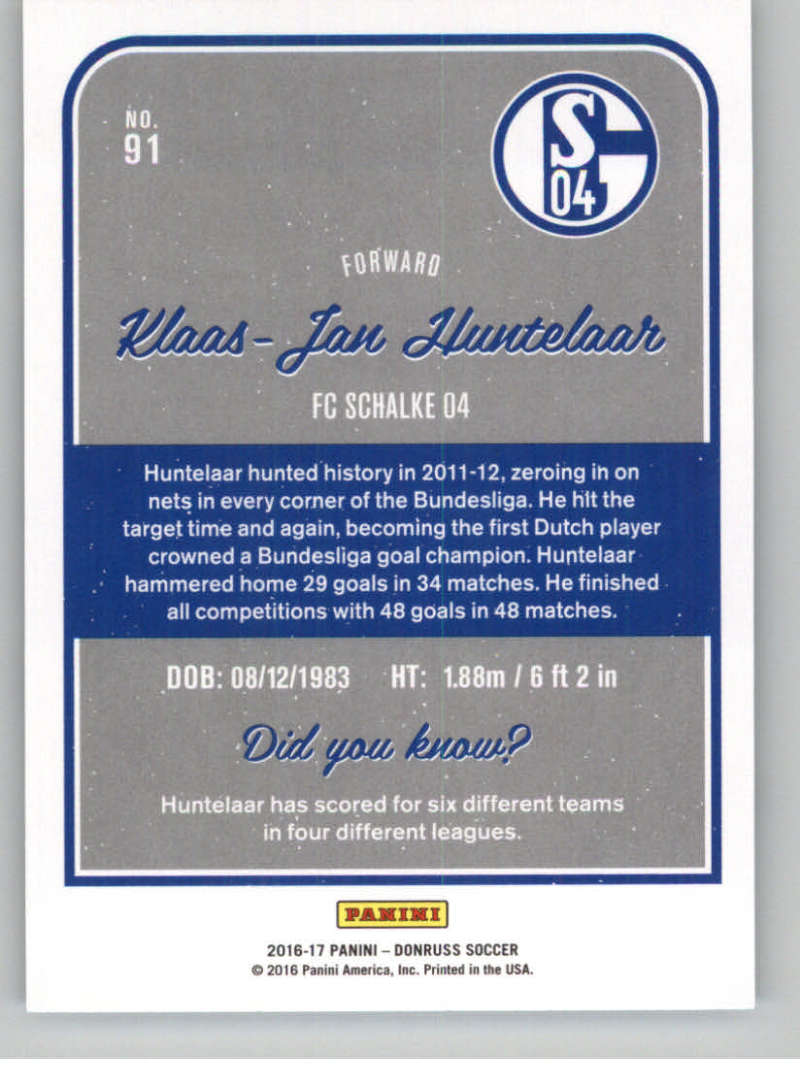 NO.
91
S
04
FORWARD
Klaas-Jan Huntelaar
FC SCHALKE 04
Huntelaar hunted history in 2011-12, zeroing in on
nets in every corner of the Bundesliga. He hit the
target time and again, becoming the first Dutch player
crowned a Bundesliga goal champion. Huntelaar
hammered home 29 goals in 34 matches. He finished
all competitions with 48 goals in 48 matches.
DOB: 08/12/1983 HT: 1.88m / 6 ft 2 in
Did you know?
Huntelaar has scored for six different teams
in four different leagues.
PANINI
2016-17 PANINI – DONRUSS SOCCER
© 2016 Panini America, Inc. Printed in the USA.